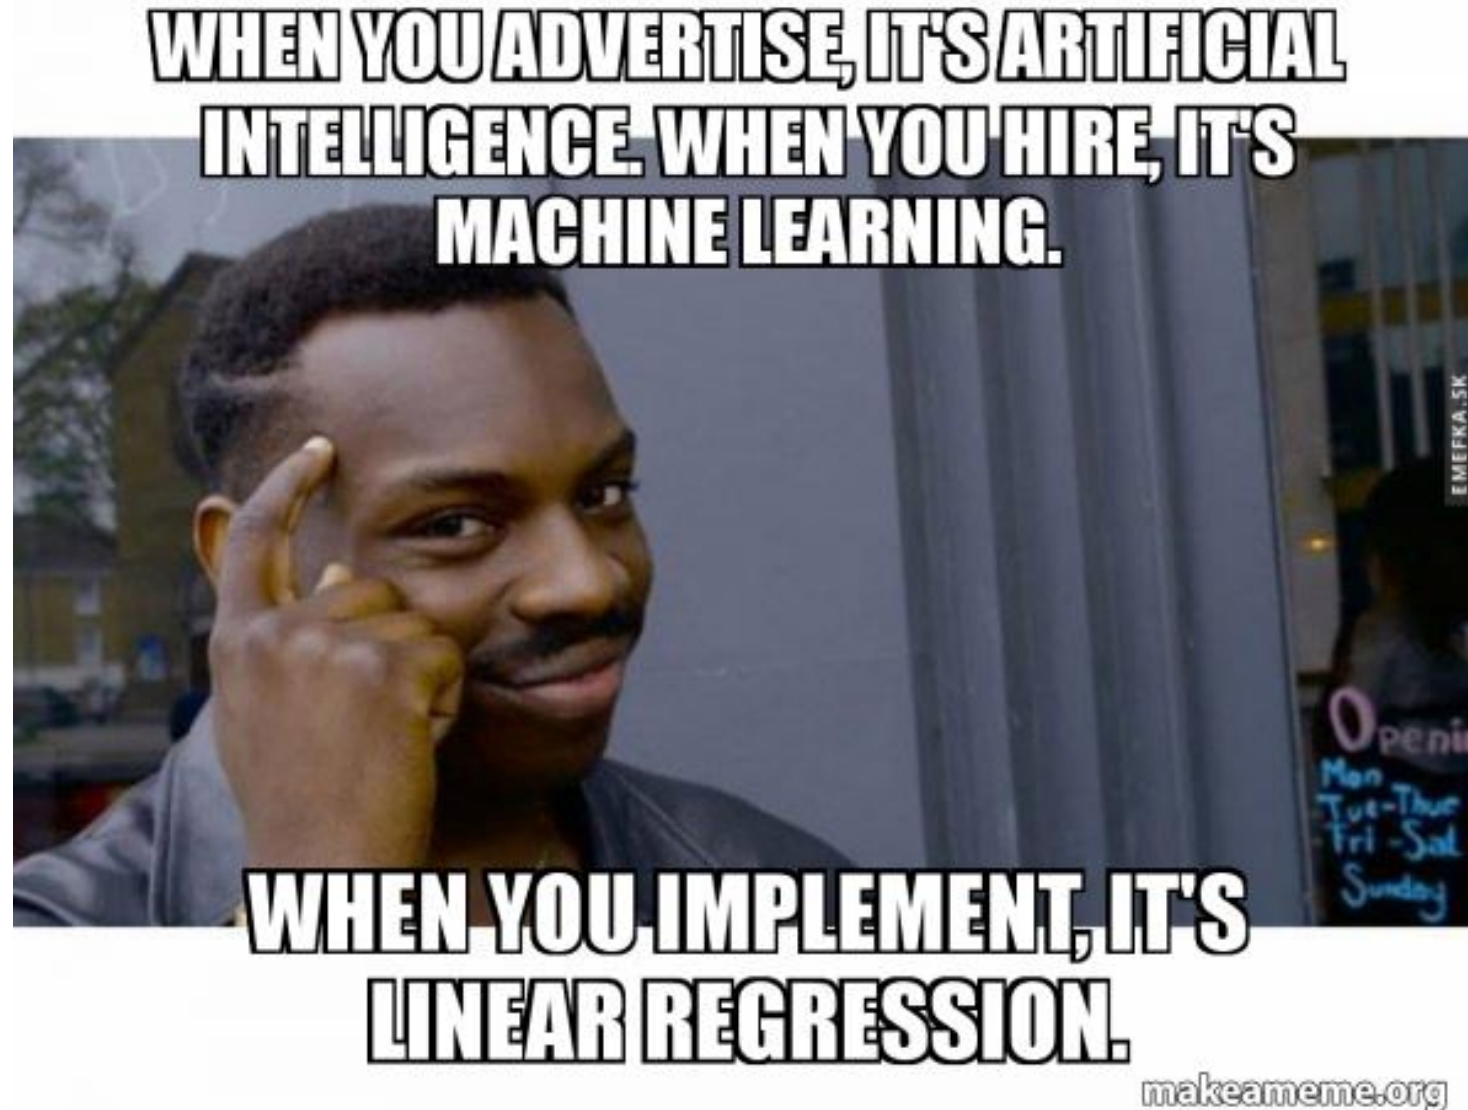 WHEN YOU ADVERTISE, IT'S ARTIFICIAL
INTELLIGENCE. WHEN YOU HIRE, IT'S
MACHINE LEARNING.
EMEFKA.SK
Openi
Mon
Tue-Thur
Fri-Sat
Sunday
WHEN YOU IMPLEMENT, IT'S
LINEAR REGRESSION.
makeameme.org